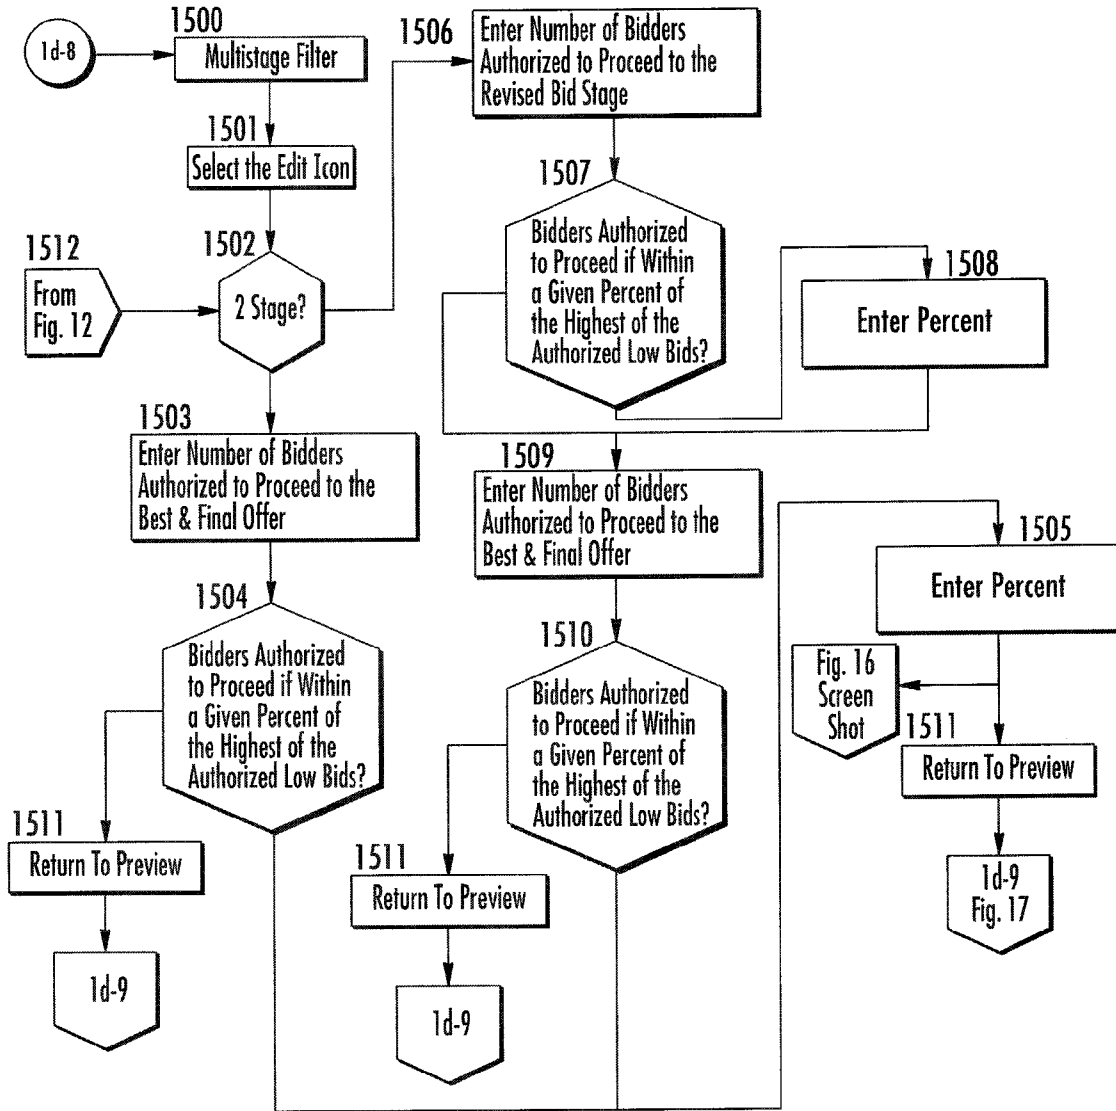 1d-8
1500
Multistage Filter
1501
Select the Edit Icon
1512
From
Fig. 12
1502
2 Stage?
1503
Enter Number of Bidders
Authorized to Proceed to the
Best & Final Offer
1504
Bidders Authorized
to Proceed if Within
a Given Percent of
the Highest of the
Authorized Low Bids?
1511
Return To Preview
1d-9
1506
Enter Number of Bidders
Authorized to Proceed to the
Revised Bid Stage
1507
Bidders Authorized
to Proceed if Within
a Given Percent of
the Highest of the
Authorized Low Bids?
1508
Enter Percent
1509
Enter Number of Bidders
Authorized to Proceed to the
Best & Final Offer
1510
Bidders Authorized
to Proceed if Within
a Given Percent of
the Highest of the
Authorized Low Bids?
1511
Return To Preview
1d-9
1505
Enter Percent
Fig. 16
Screen
Shot
1511
Return To Preview
1d-9
Fig. 17